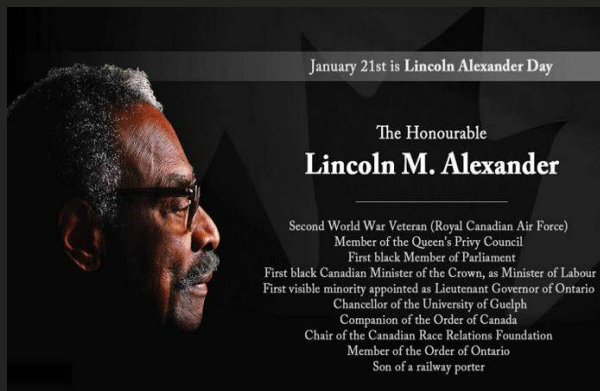 January 21st is Lincoln Alexander Day
The Honourable
Lincoln M. Alexander
Second World War Veteran (Royal Canadian Air Force)
Member of the Queen's Privy Council
First black Member of Parliament
First black Canadian Minister of the Crown, as Minister of Labour
First visible minority appointed as Lieutenant Governor of Ontario
Chancellor of the University of Guelph
Companion of the Order of Canada
Chair of the Canadian Race Relations Foundation
Member of the Order of Ontario
Son of a railway porter